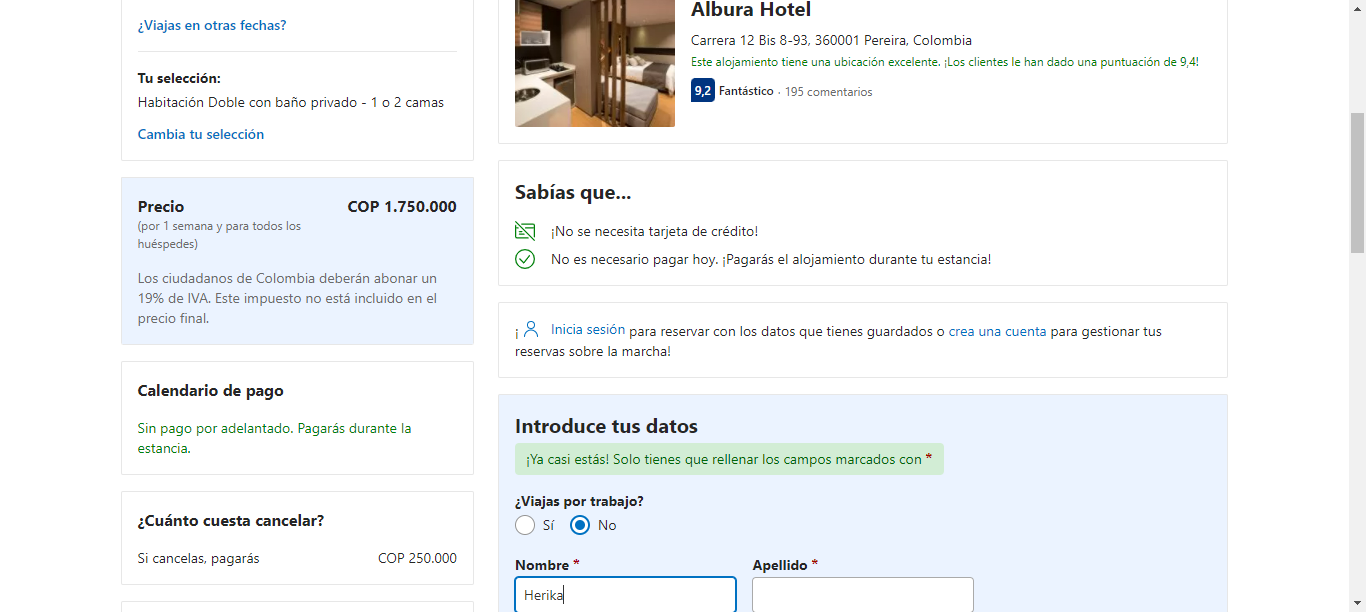 ¿Viajas en otras fechas?
Tu selección:
Habitación Doble con baño privado - 1 o 2 camas
Cambia tu selección
Precio COP 1.750.000
(por 1 semana y para todos los
huéspedes)
Los ciudadanos de Colombia deberán abonar un
19% de IVA. Este impuesto no está incluido en el
precio final.
Calendario de pago
Sin pago por adelantado. Pagarás durante la
estancia.
¿Cuánto cuesta cancelar?
Si cancelas, pagarás COP 250.000
Albura Hotel
Carrera 12 Bis 8-93, 360001 Pereira, Colombia
Este alojamiento tiene una ubicación excelente. ¡Los clientes le han dado una puntuación de 9,4!
9,2 Fantástico · 195 comentarios
Sabías que...
¡No se necesita tarjeta de crédito!
No es necesario pagar hoy. ¡Pagarás el alojamiento durante tu estancia!
¡ Inicia sesión para reservar con los datos que tienes guardados o crea una cuenta para gestionar tus
reservas sobre la marcha!
Introduce tus datos
¡Ya casi estás! Solo tienes que rellenar los campos marcados con *
¿Viajas por trabajo?
Sí No
Nombre * Apellido *
Herika